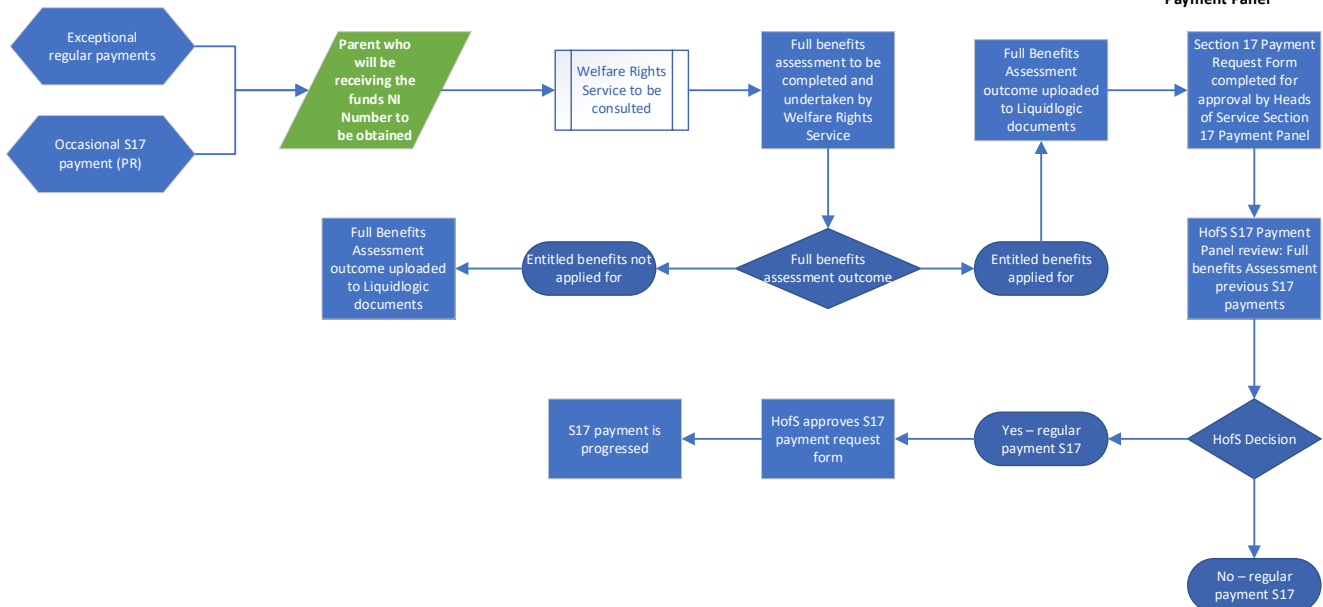 Payment Panel
Exceptional
regular payments
Occasional S17
payment (PR)
Parent who
will be
receiving the
funds NI
Number to
be obtained
Welfare Rights
Service to be
consulted
Full benefits
assessment to be
completed and
undertaken by
Welfare Rights
Service
Full Benefits
Assessment
outcome uploaded
to Liquidlogic
documents
Section 17 Payment
Request Form
completed for
approval by Heads
of Service Section
17 Payment Panel
Full Benefits
Assessment
outcome uploaded
to Liquidlogic
documents
Entitled benefits not
applied for
Full benefits
assessment outcome
Entitled benefits
applied for
HofS S17 Payment
Panel review: Full
benefits Assessment
previous S17
payments
S17 payment is
progressed
HofS approves S17
payment request
form
Yes – regular
payment S17
HofS Decision
No – regular
payment S17